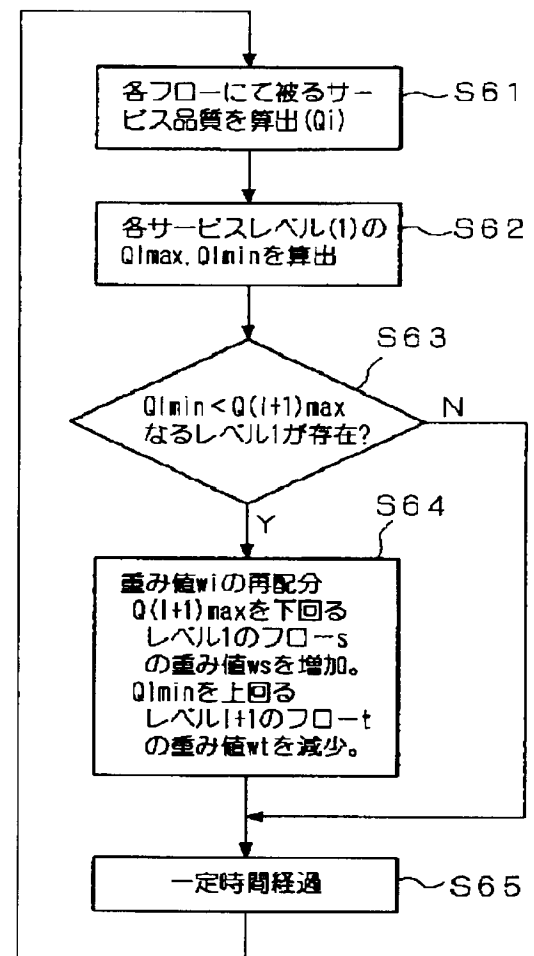 各フローにて被るサー
ビス品質を算出(Qi)
S61
各サービスレベル(l)の
Qlmax,Qlminを算出
S62
S63
Qlmin<Q(l+1)max
なるレベルlが存在?
N
Y
S64
重み値wiの再配分
Q(l+1)maxを下回る
レベルlのフローs
の重み値wsを増加。
Qlminを上回る
レベルl+1のフローt
の重み値wtを減少。
一定時間経過
S65